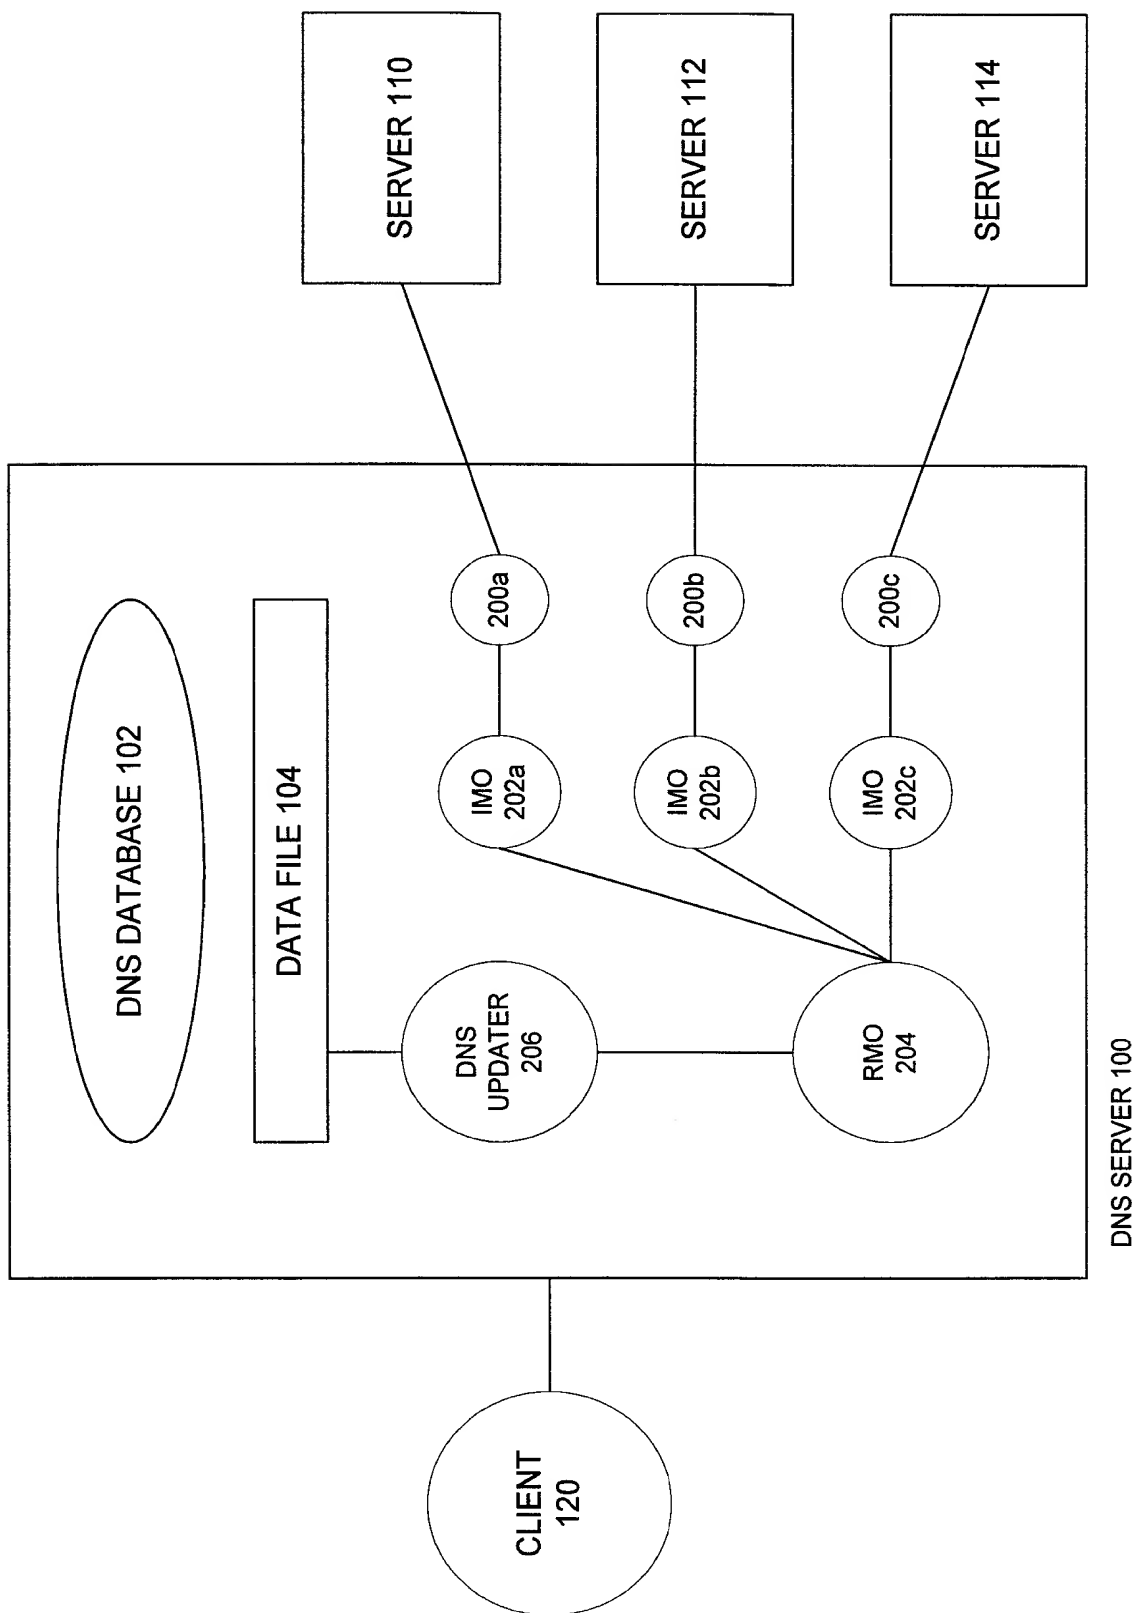 DNS DATABASE 102
DATA FILE 104
DNS
UPDATER
206
RMO
204
IMO
202a
IMO
202b
IMO
202c
200a
200b
200c
SERVER 110
SERVER 112
SERVER 114
CLIENT
120
DNS SERVER 100